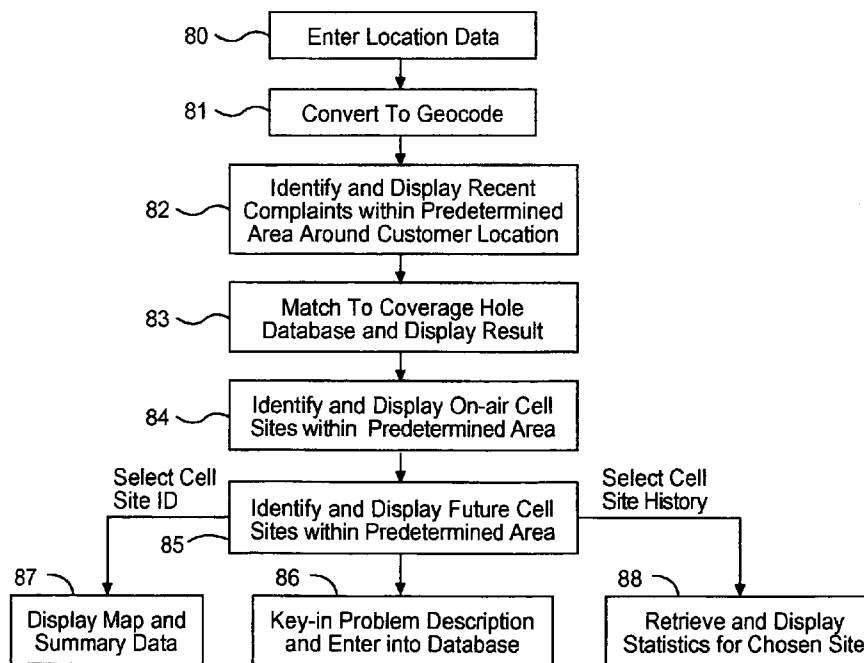 80
Enter Location Data
81
Convert To Geocode
82
Identify and Display Recent
Complaints within Predetermined
Area Around Customer Location
83
Match To Coverage Hole
Database and Display Result
84
Identify and Display On-air Cell
Sites within Predetermined Area
Select Cell
Site ID
Select Cell
Site History
85
Identify and Display Future Cell
Sites within Predetermined Area
87
Display Map and
Summary Data
86
Key-in Problem Description
and Enter into Database
88
Retrieve and Display
Statistics for Chosen Site